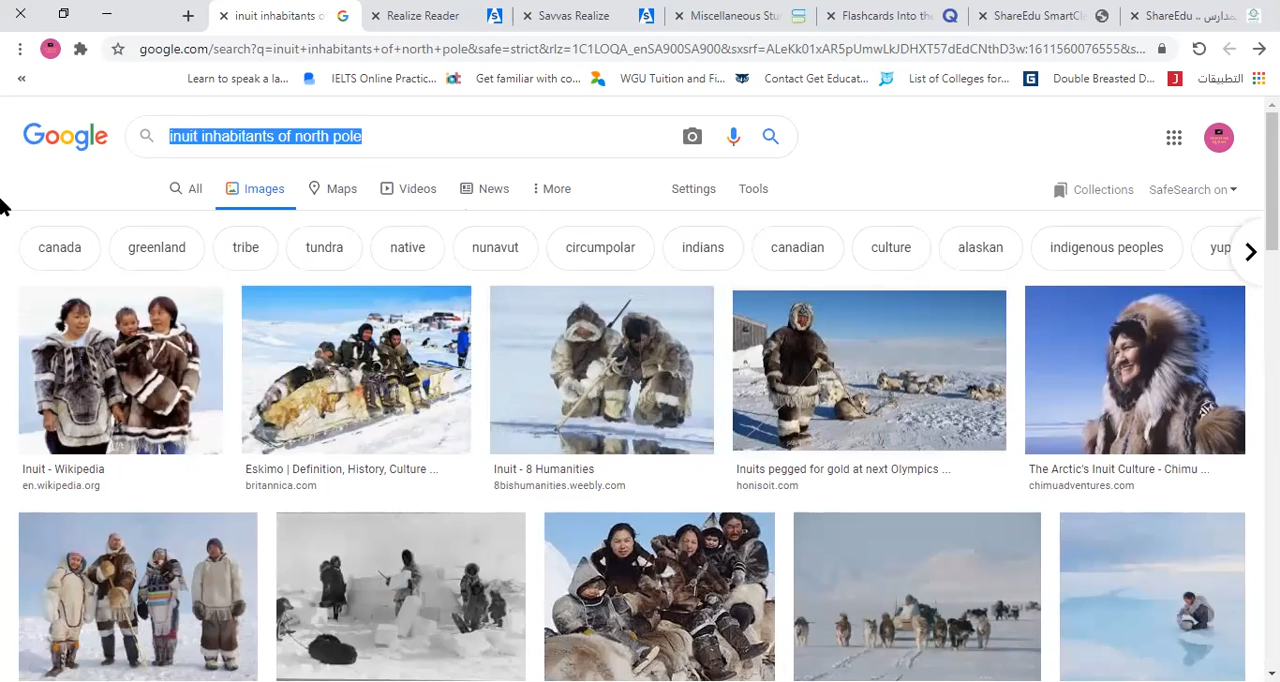 inuit inhabitants o
Realize Reader
Savvas Realize
Miscellaneous Stu
Flashcards Into the
ShareEdu SmartCl
ShareEdu .. المدارس
google.com/search?q=inuit+inhabitants+of+north+pole&safe=strict&rlz=1C1LOQA_enSA900SA900&sxsrf=ALeKk01xAR5pUmwLkJDHXT57dEdCNthD3w:1611560076555&s...
Learn to speak a la...
IELTS Online Practic...
Get familiar with co...
WGU Tuition and Fi...
Contact Get Educat...
List of Colleges for...
Double Breasted D...
التطبيقات
Google
inuit inhabitants of north pole
All
Images
Maps
Videos
News
More
Settings
Tools
Collections
SafeSearch on
canada
greenland
tribe
tundra
native
nunavut
circumpolar
indians
canadian
culture
alaskan
indigenous peoples
yup
Inuit - Wikipedia
en.wikipedia.org
Eskimo | Definition, History, Culture ...
britannica.com
Inuit - 8 Humanities
8bishumanities.weebly.com
Inuits pegged for gold at next Olympics ...
honisoit.com
The Arctic's Inuit Culture - Chimu ...
chimuadventures.com